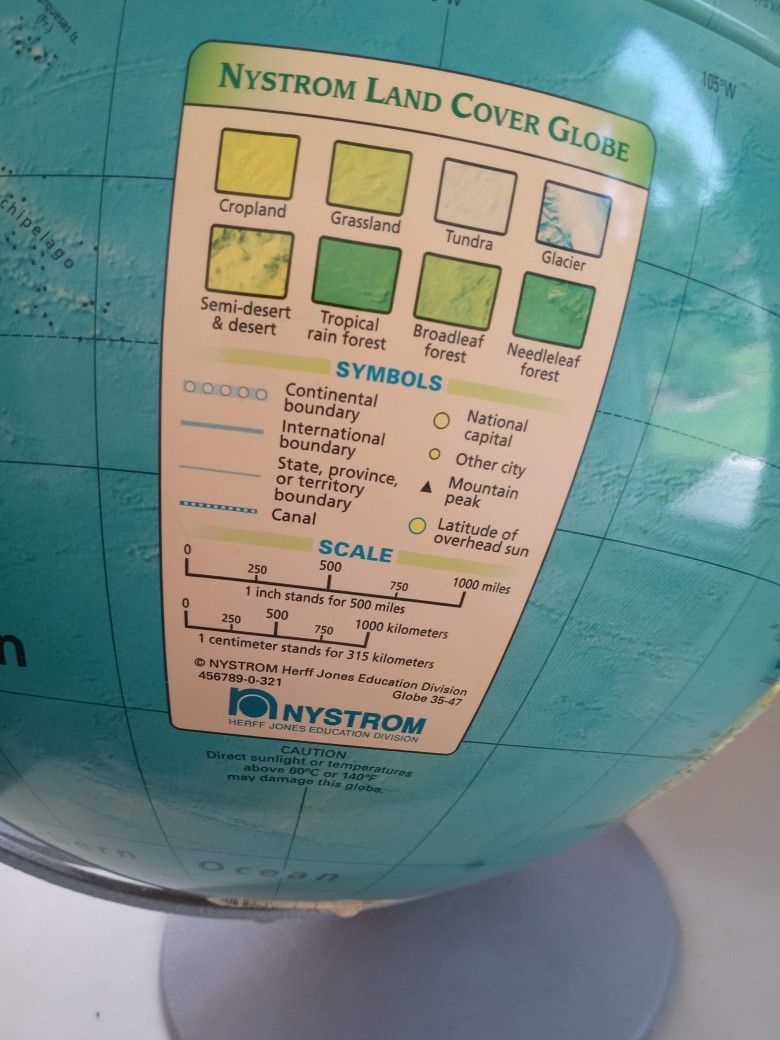 (Fr.)
105°W
chipelago
NYSTROM LAND COVER GLOBE
Cropland
Grassland
Tundra
Glacier
Semi-desert
& desert
Tropical
rain forest
Broadleaf
forest
Needleleaf
forest
SYMBOLS
Continental
boundary
International
boundary
State, province,
or territory
boundary
Canal
National
capital
Other city
Mountain
peak
Latitude of
overhead sun
SCALE
0 250 500 750 1000 miles
1 inch stands for 500 miles
0 250 500 750 1000 kilometers
1 centimeter stands for 315 kilometers
© NYSTROM Herff Jones Education Division
456789-0-321 Globe 35-47
n NYSTROM
HERFF JONES EDUCATION DIVISION
CAUTION
Direct sunlight or temperatures
above 60°C or 140°F
may damage this globe.
n
ern Ocean